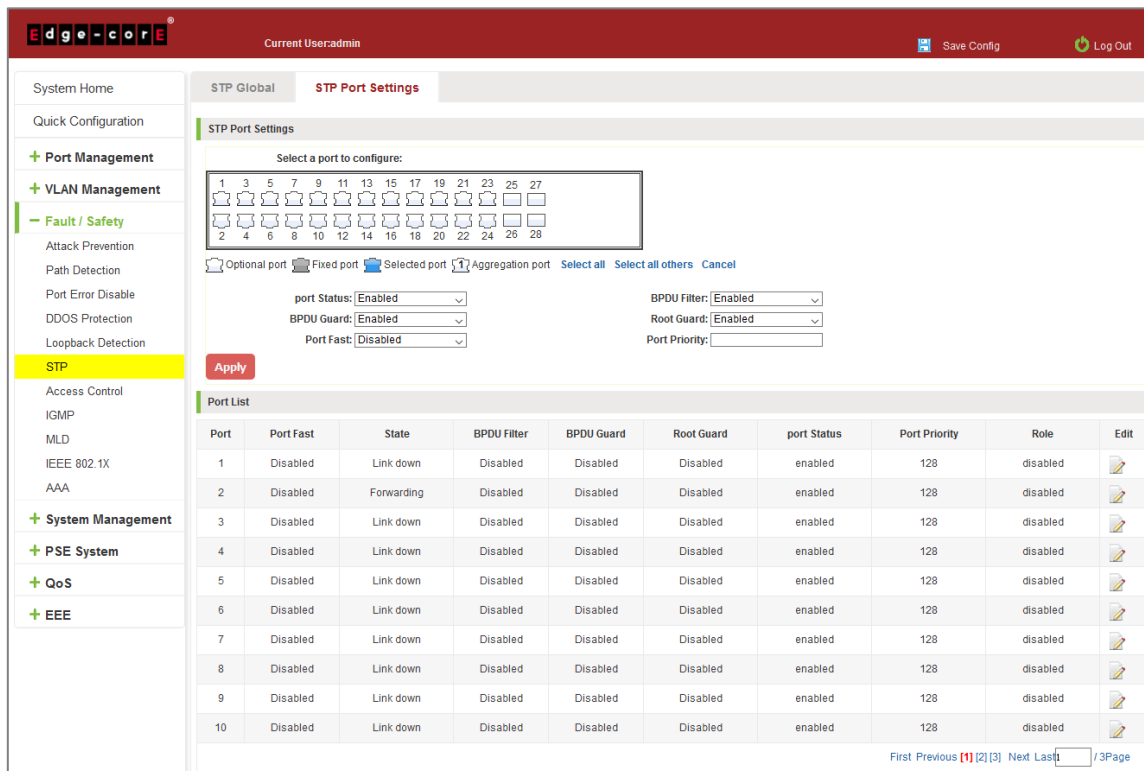 Edge-corE®
Current User:admin
Save Config
Log Out
System Home
Quick Configuration
+ Port Management
+ VLAN Management
− Fault / Safety
Attack Prevention
Path Detection
Port Error Disable
DDOS Protection
Loopback Detection
STP
Access Control
IGMP
MLD
IEEE 802.1X
AAA
+ System Management
+ PSE System
+ QoS
+ EEE
STP Global STP Port Settings
STP Port Settings
Select a port to configure:
1 3 5 7 9 11 13 15 17 19 21 23 25 27
2 4 6 8 10 12 14 16 18 20 22 24 26 28
Optional port Fixed port Selected port 1 Aggregation port Select all Select all others Cancel
port Status: Enabled BPDU Filter: Enabled
BPDU Guard: Enabled Root Guard: Enabled
Port Fast: Disabled Port Priority:
Apply
Port List
Port Port Fast State BPDU Filter BPDU Guard Root Guard port Status Port Priority Role Edit
1 Disabled Link down Disabled Disabled Disabled enabled 128 disabled
2 Disabled Forwarding Disabled Disabled Disabled enabled 128 disabled
3 Disabled Link down Disabled Disabled Disabled enabled 128 disabled
4 Disabled Link down Disabled Disabled Disabled enabled 128 disabled
5 Disabled Link down Disabled Disabled Disabled enabled 128 disabled
6 Disabled Link down Disabled Disabled Disabled enabled 128 disabled
7 Disabled Link down Disabled Disabled Disabled enabled 128 disabled
8 Disabled Link down Disabled Disabled Disabled enabled 128 disabled
9 Disabled Link down Disabled Disabled Disabled enabled 128 disabled
10 Disabled Link down Disabled Disabled Disabled enabled 128 disabled
First Previous [1] [2] [3] Next Last 1 / 3Page